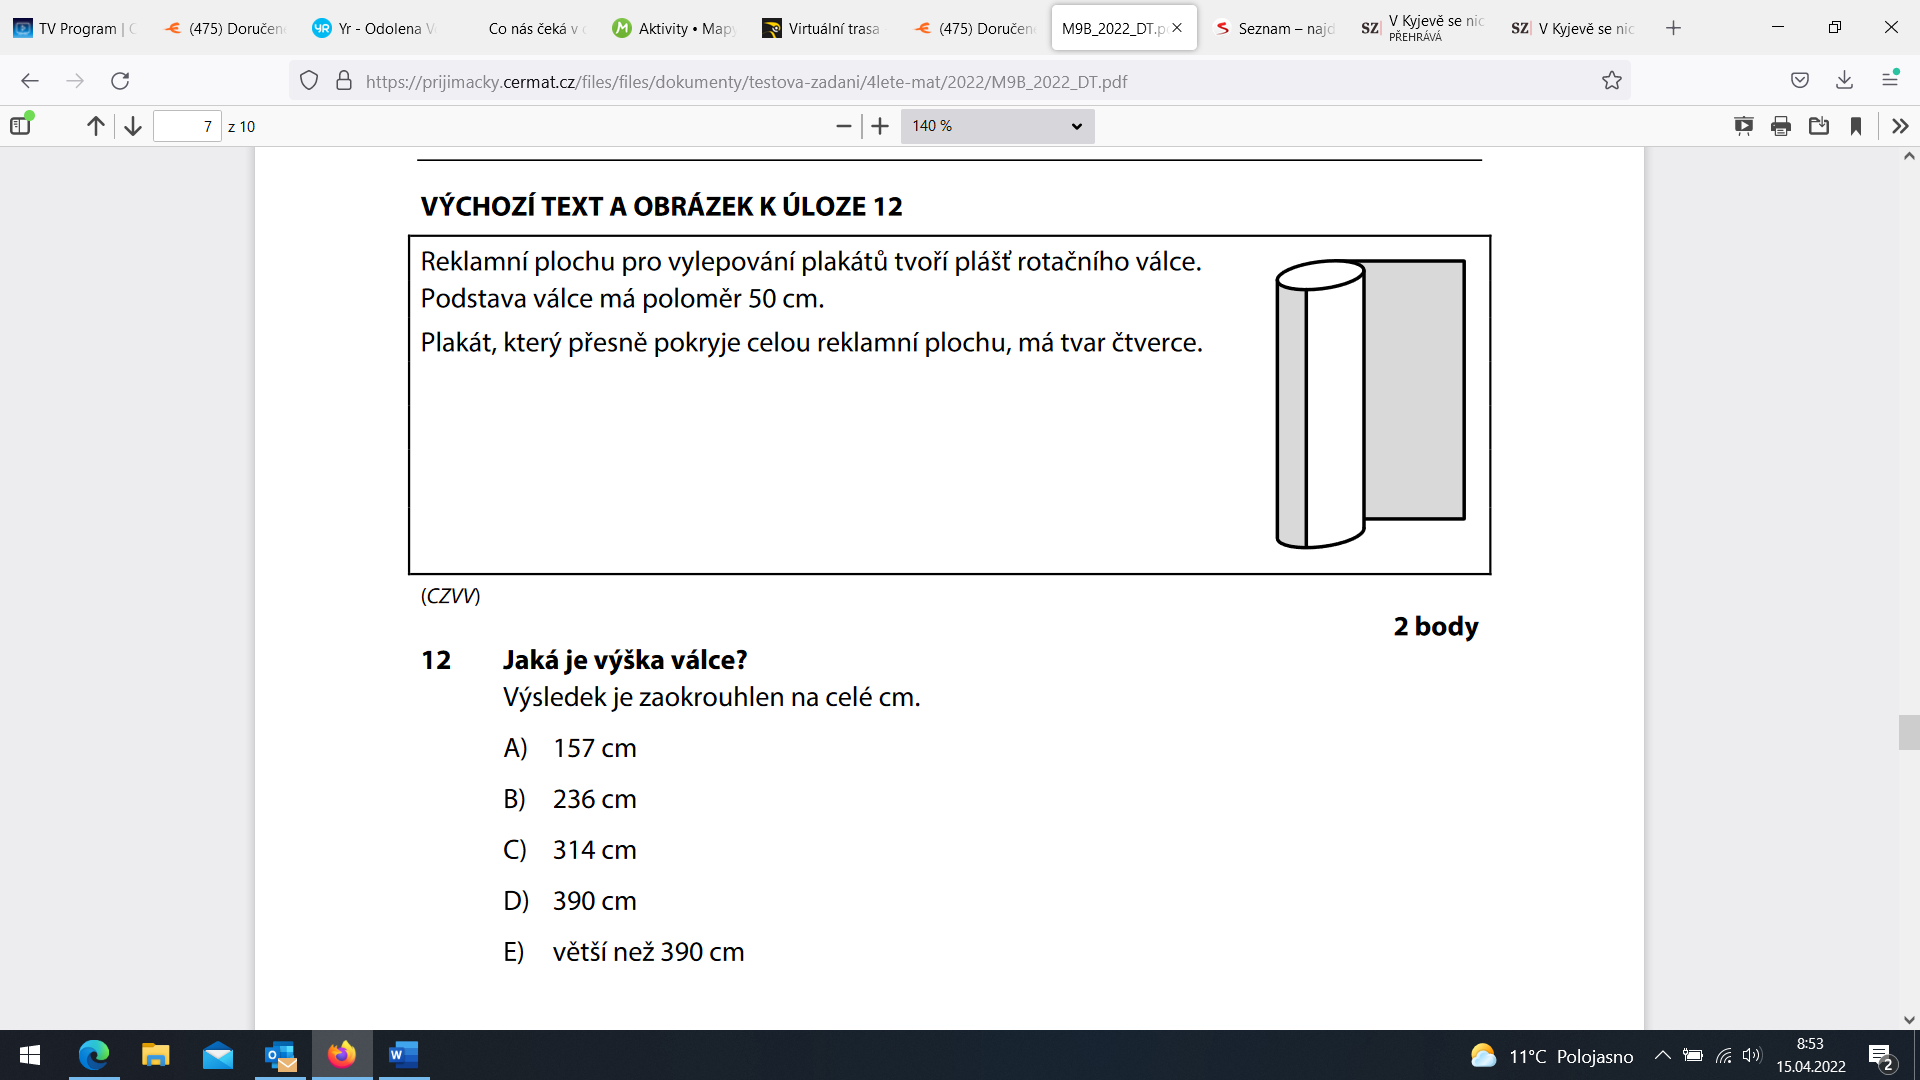 TV Program | Č
(475) Doručen
Yr - Odolena V
Co nás čeká v
Aktivity • Mapy
Virtuální trasa
(475) Doručen
M9B_2022_DT.p
Seznam – najd
SZ V Kyjevě se nic
PŘEHRÁVÁ
SZ V Kyjevě se nic
https://prijimacky.cermat.cz/files/files/dokumenty/testova-zadani/4lete-mat/2022/M9B_2022_DT.pdf
7 z 10
140 %
VÝCHOZÍ TEXT A OBRÁZEK K ÚLOZE 12
Reklamní plochu pro vylepování plakátů tvoří plášť rotačního válce.
Podstava válce má poloměr 50 cm.
Plakát, který přesně pokryje celou reklamní plochu, má tvar čtverce.
(CZVV)
2 body
12 Jaká je výška válce?
Výsledek je zaokrouhlen na celé cm.
A) 157 cm
B) 236 cm
C) 314 cm
D) 390 cm
E) větší než 390 cm
11°C Polojasno
8:53
15.04.2022
2